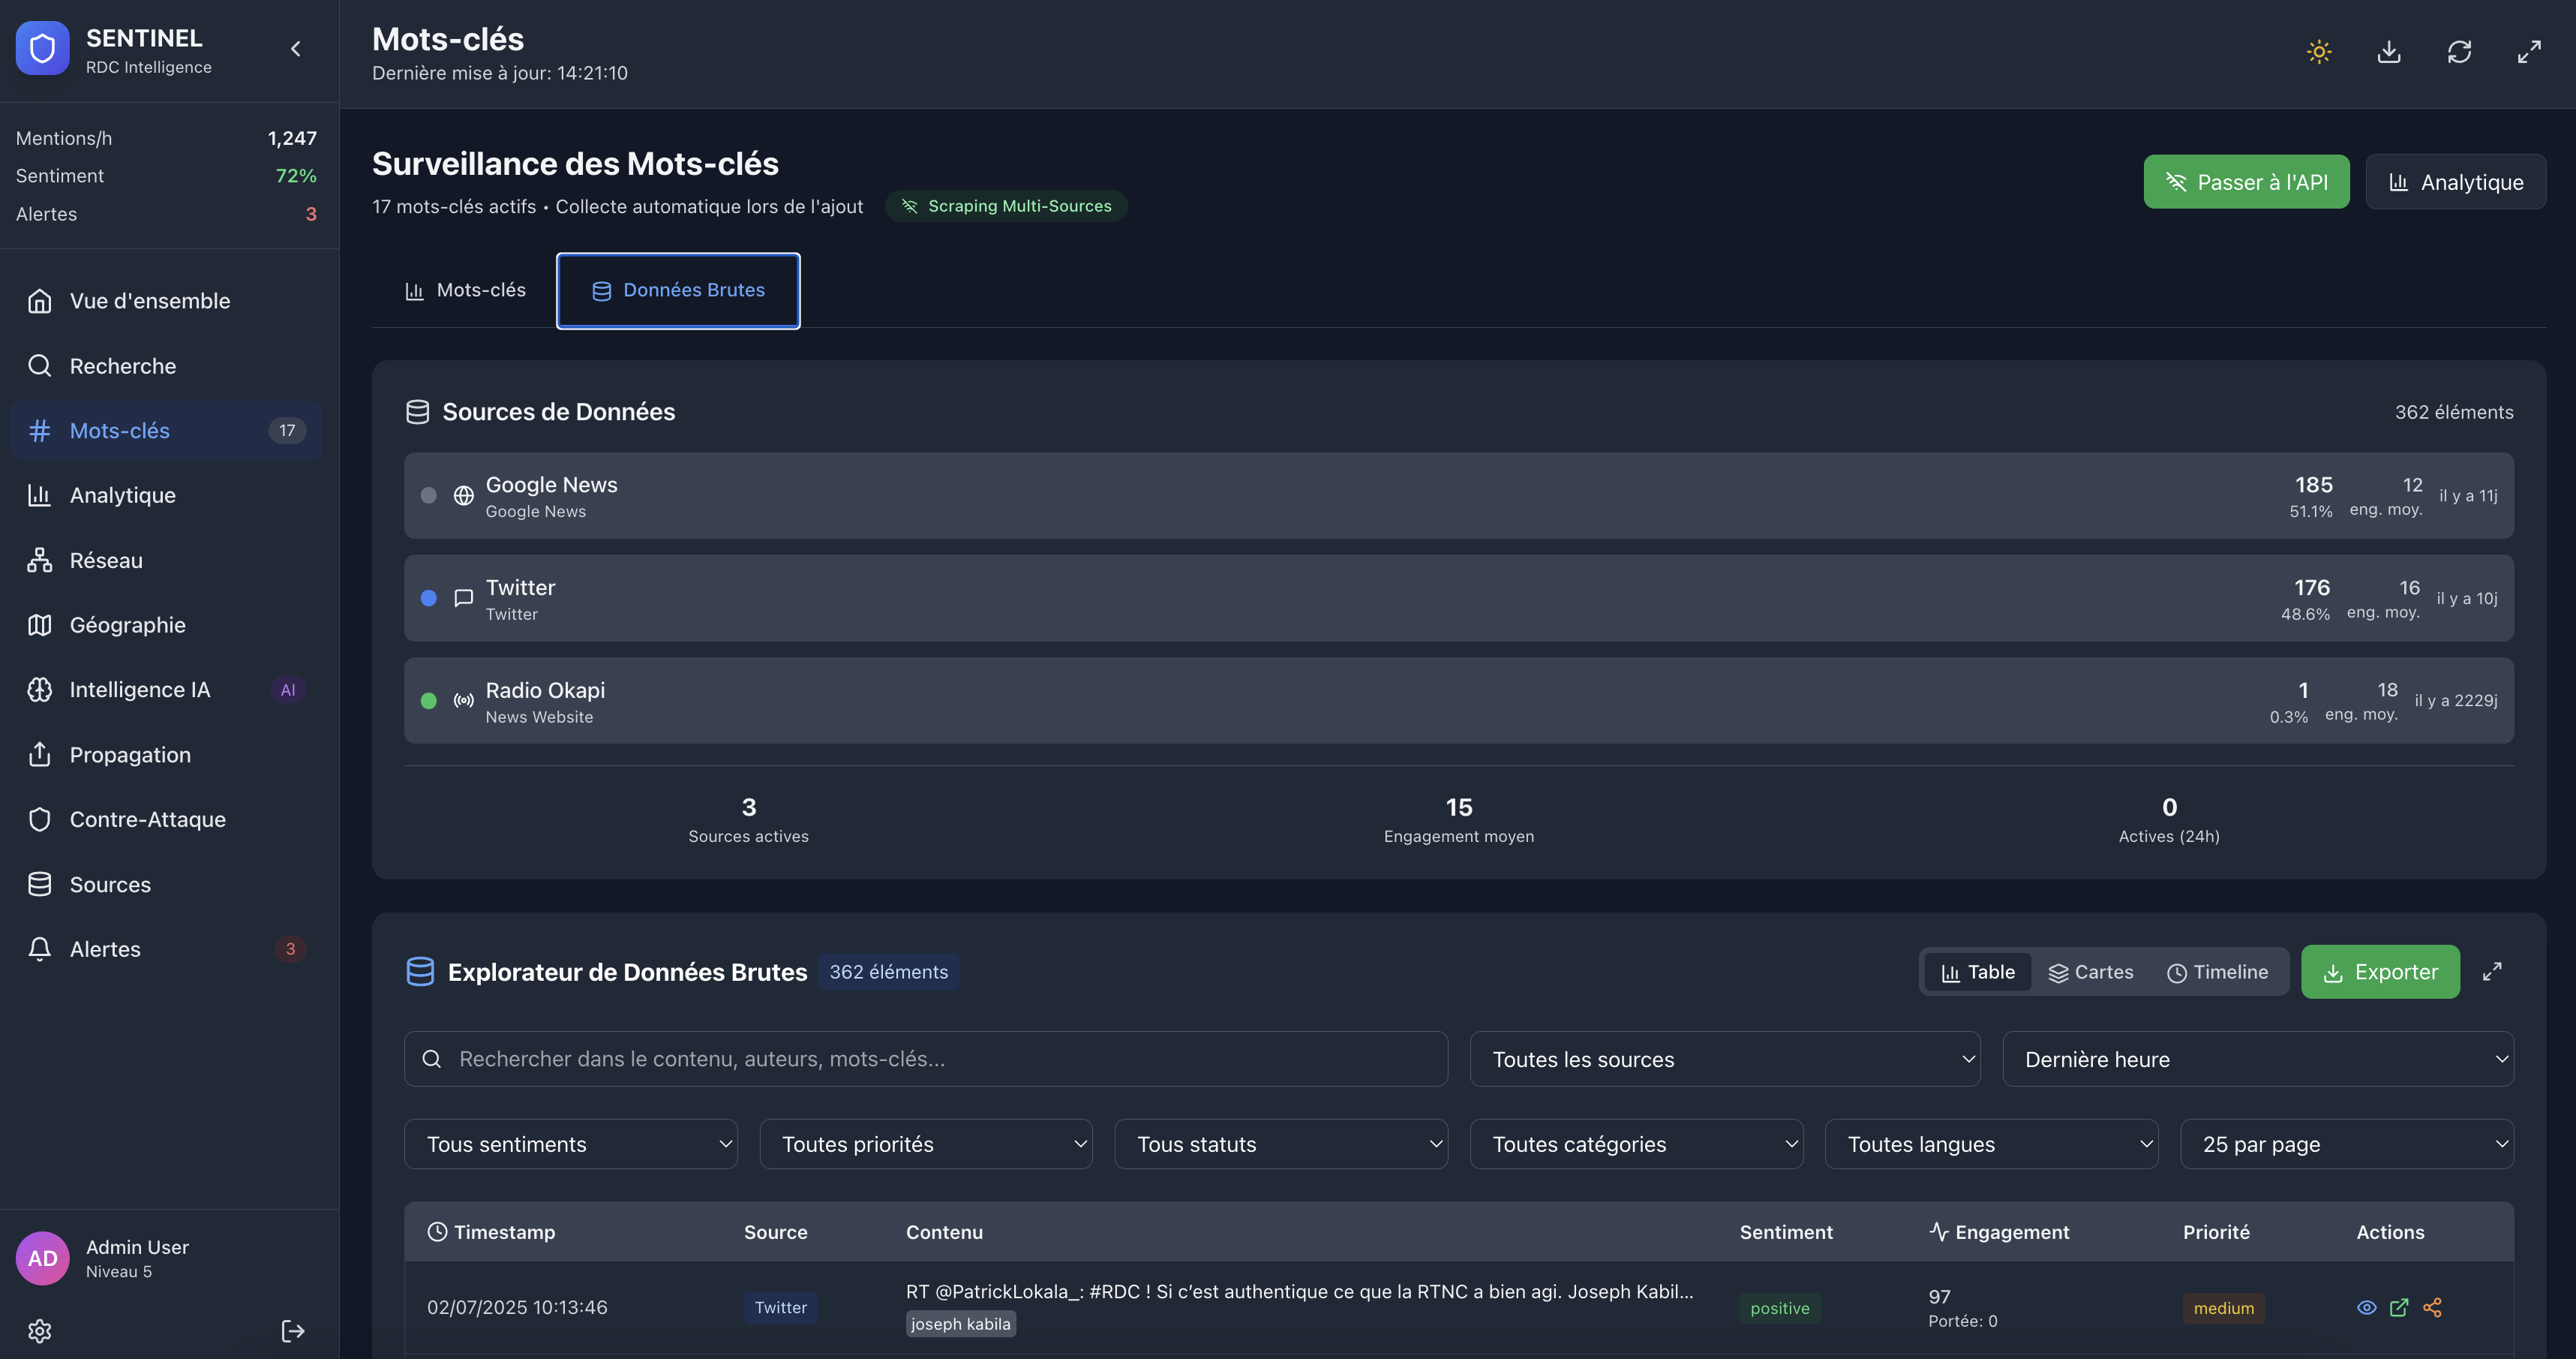 SENTINEL
RDC Intelligence
Mentions/h 1,247
Sentiment 72%
Alertes 3
Vue d'ensemble
Recherche
Mots-clés 17
Analytique
Réseau
Géographie
Intelligence IA AI
Propagation
Contre-Attaque
Sources
Alertes 3
AD
Admin User
Niveau 5
Mots-clés
Dernière mise à jour: 14:21:10
Surveillance des Mots-clés
17 mots-clés actifs • Collecte automatique lors de l'ajout
Scraping Multi-Sources
Passer à l'API
Analytique
Mots-clés
Données Brutes
Sources de Données
362 éléments
Google News
Google News
185
51.1%
12
eng. moy.
il y a 11j
Twitter
Twitter
176
48.6%
16
eng. moy.
il y a 10j
Radio Okapi
News Website
1
0.3%
18
eng. moy.
il y a 2229j
3
Sources actives
15
Engagement moyen
0
Actives (24h)
Explorateur de Données Brutes
362 éléments
Table
Cartes
Timeline
Exporter
Rechercher dans le contenu, auteurs, mots-clés...
Toutes les sources
Dernière heure
Tous sentiments
Toutes priorités
Tous statuts
Toutes catégories
Toutes langues
25 par page
Timestamp Source Contenu Sentiment Engagement Priorité Actions
02/07/2025 10:13:46
Twitter
RT @PatrickLokala_: #RDC ! Si c’est authentique ce que la RTNC a bien agi. Joseph Kabil...
joseph kabila
positive
97
Portée: 0
medium